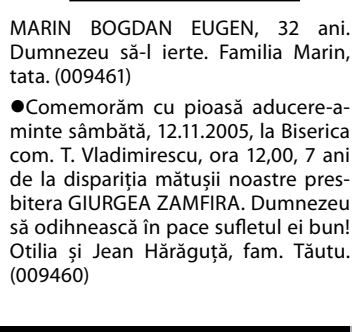 MARIN BOGDAN EUGEN, 32 ani.
Dumnezeu să-l ierte. Familia Marin,
tata. (009461)
●Comemorăm cu pioasă aducere-a-
minte sâmbătă, 12.11.2005, la Biserica
com. T. Vladimirescu, ora 12,00, 7 ani
de la dispariția mătușii noastre pres-
bitera GIURGEA ZAMFIRA. Dumnezeu
să odihnească în pace sufletul ei bun!
Otilia și Jean Hărăguță, fam. Tăutu.
(009460)